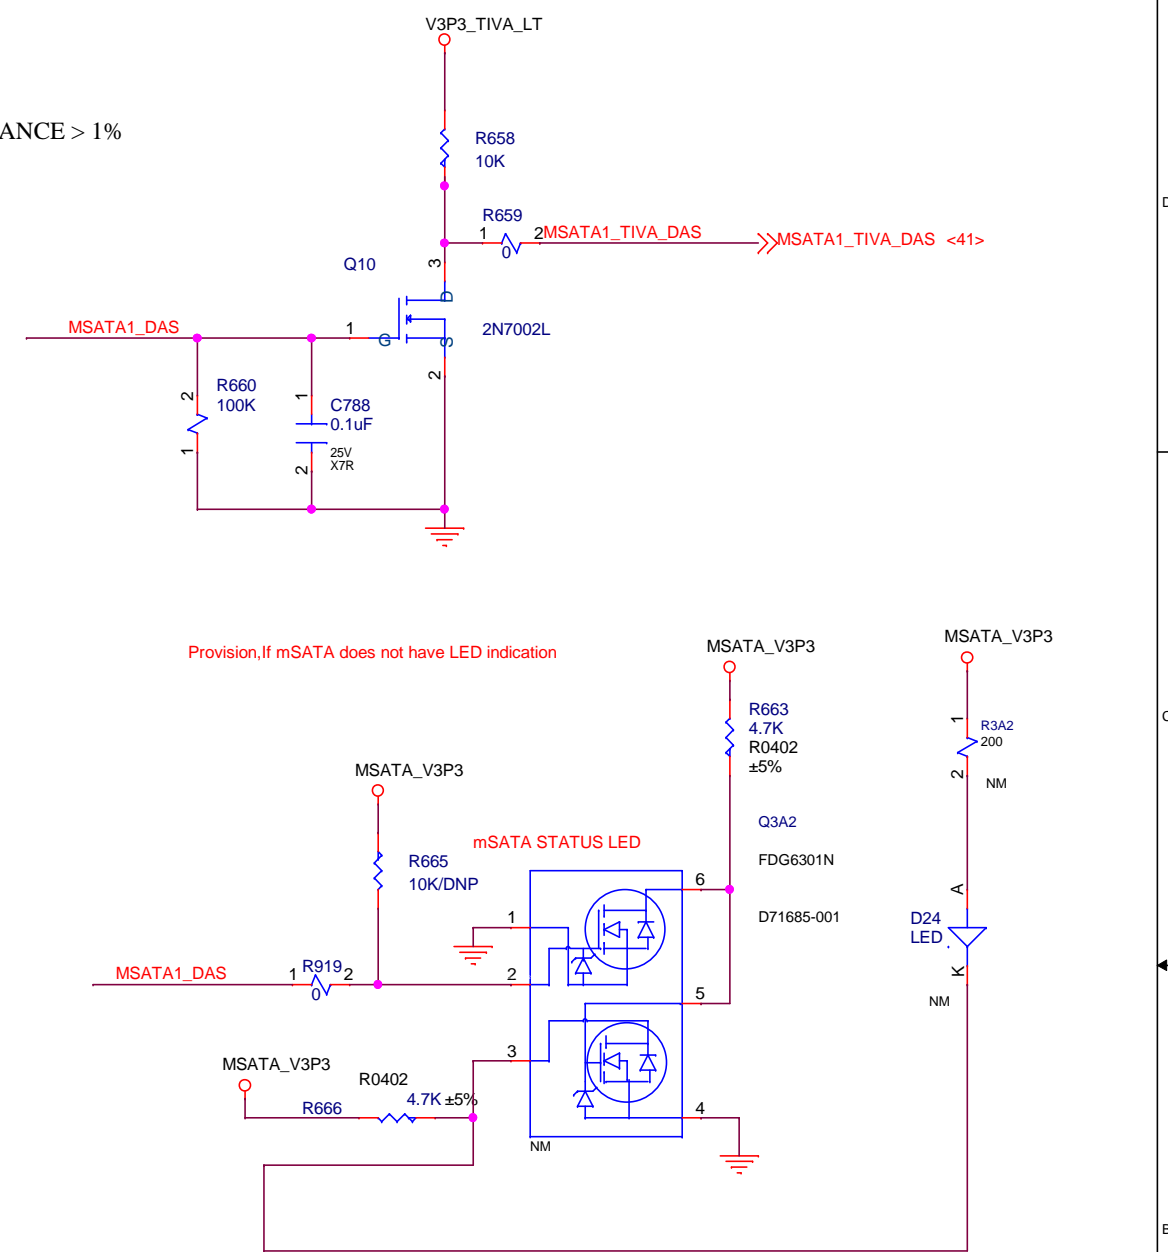 V3P3_TIVA_LT
ANCE > 1%
R658
10K
D
R659
1
2
MSATA1_TIVA_DAS
MSATA1_TIVA_DAS <41>
0
Q10
3
D
MSATA1_DAS
1
G
S
2N7002L
2
2
R660
100K
1
1
C788
0.1uF
25V
X7R
2
MSATA_V3P3
Provision,If mSATA does not have LED indication
MSATA_V3P3
R663
4.7K
R0402
±5%
1
R3A2
200
2
NM
C
MSATA_V3P3
Q3A2
mSATA STATUS LED
FDG6301N
R665
10K/DNP
6
A
1
D71685-001
D24
LED
MSATA1_DAS
1
R919
2
0
2
K
5
NM
3
MSATA_V3P3
R0402
4.7K ±5%
R666
4
NM
B